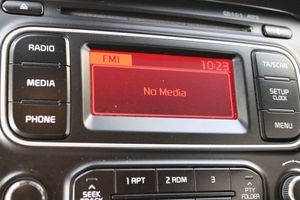 RADIO
FM1 10:23
TA/SCAN
MEDIA
No Media
SETUP
CLOCK
PHONE
MENU
SEEK
TRACK
1 RPT
2 RDM
3
PTY
FOLDER